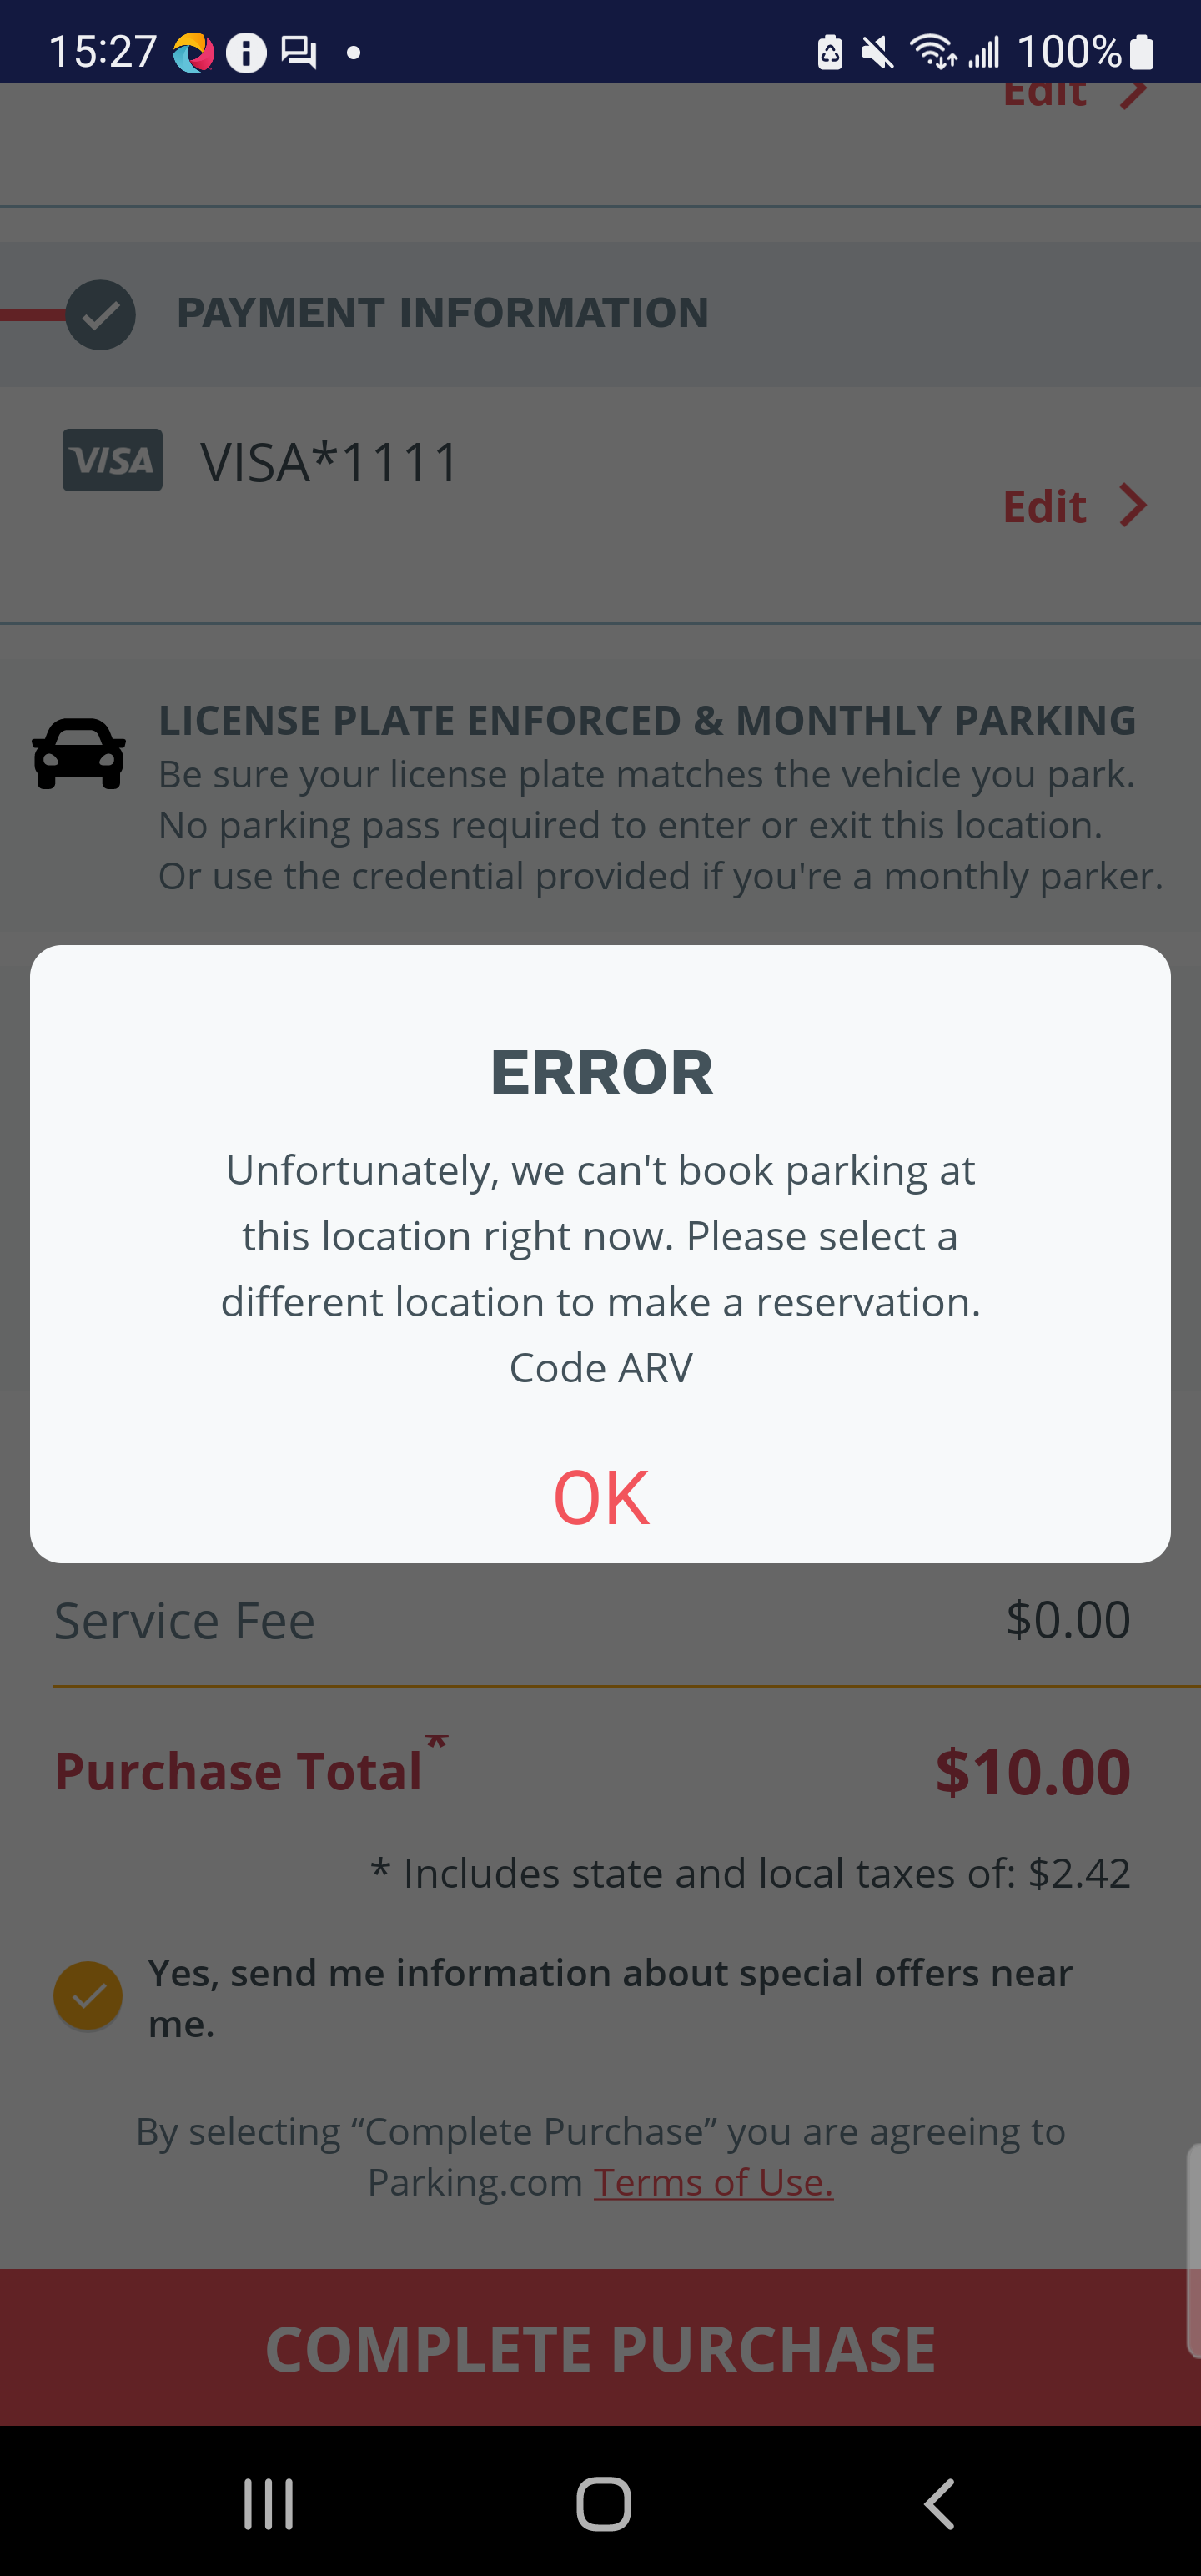 15:27
100%
Edit
PAYMENT INFORMATION
VISA VISA*1111
Edit
LICENSE PLATE ENFORCED & MONTHLY PARKING
Be sure your license plate matches the vehicle you park.
No parking pass required to enter or exit this location.
Or use the credential provided if you're a monthly parker.
ERROR
Unfortunately, we can't book parking at
this location right now. Please select a
different location to make a reservation.
Code ARV
OK
Service Fee $0.00
Purchase Total* $10.00
* Includes state and local taxes of: $2.42
Yes, send me information about special offers near
me.
By selecting “Complete Purchase” you are agreeing to
Parking.com Terms of Use.
COMPLETE PURCHASE